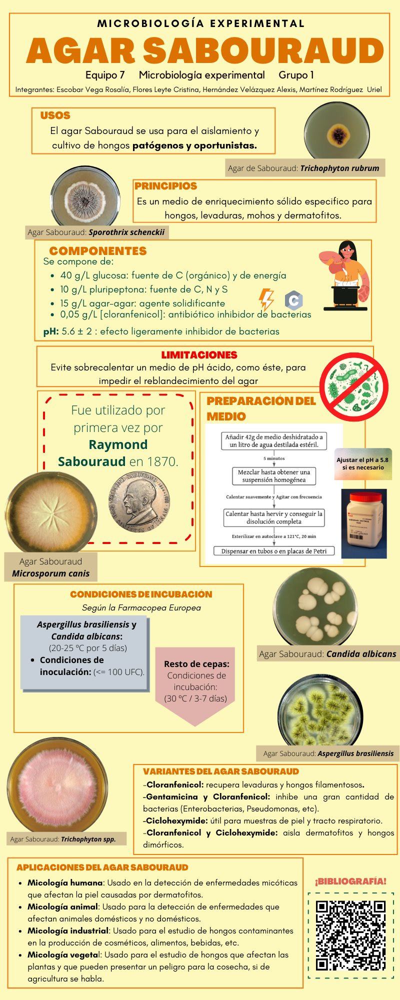 MICROBIOLOGÍA EXPERIMENTAL
AGAR SABOURAUD
Equipo 7 Microbiología experimental Grupo 1
Integrantes: Escobar Vega Rosalía, Flores Leyte Cristina, Hernández Velázquez Alexis, Martínez Rodríguez Uriel
USOS
El agar Sabouraud se usa para el aislamiento y
cultivo de hongos patógenos y oportunistas.
Agar de Sabouraud: Trichophyton rubrum
PRINCIPIOS
Es un medio de enriquecimiento sólido especifico para
hongos, levaduras, mohos y dermatofitos.
Agar Sabouraud: Sporothrix schenckii
COMPONENTES
Se compone de:
• 40 g/L glucosa: fuente de C (orgánico) y de energía
• 10 g/L pluripeptona: fuente de C, N y S
• 15 g/L agar-agar: agente solidificante
• 0,05 g/L [cloranfenicol]: antibiótico inhibidor de bacterias
C
pH: 5.6 ± 2 : efecto ligeramente inhibidor de bacterias
LIMITACIONES
Evite sobrecalentar un medio de pH ácido, como éste, para
impedir el reblandecimiento del agar
Fue utilizado por
primera vez por
Raymond
Sabouraud en 1870.
Agar Sabouraud
Microsporum canis
PREPARACIÓN DEL
MEDIO
Añadir 42g de medio deshidratado a
un litro de agua destilada estéril.
5 minutos
Mezclar hasta obtener una
suspensión homogénea
Calentar suavemente y Agitar con frecuencia
Calentar hasta hervir y conseguir la
disolución completa
Esterilizar en autoclave a 121°C, 20 min
Dispensar en tubos o en placas de Petri
Ajustar el pH a 5.8
si es necesario
SABOURAUD DEXTROSE
AGAR
CONDICIONES DE INCUBACIÓN
Según la Farmacopea Europea
Aspergillus brasiliensis y
Candida albicans:
(20-25 ºC por 5 días)
• Condiciones de
inoculación: (<= 100 UFC).
Resto de cepas:
Condiciones de
incubación:
(30 ºC / 3-7 días)
Agar Sabouraud: Candida albicans
Agar Sabouraud: Aspergillus brasiliensis
Agar Sabouraud: Trichophyton spp.
VARIANTES DEL AGAR SABOURAUD
-Cloranfenicol: recupera levaduras y hongos filamentosos.
-Gentamicina y Cloranfenicol: inhibe una gran cantidad de
bacterias (Enterobacterias, Pseudomonas, etc).
-Ciclohexymide: útil para muestras de piel y tracto respiratorio.
-Cloranfenicol y Ciclohexymide: aisla dermatofitos y hongos
dimórficos.
APLICACIONES DEL AGAR SABOURAUD
• Micología humana: Usado en la detección de enfermedades micóticas
que afectan la piel causadas por dermatofitos.
• Micología animal: Usado para la detección de enfermedades que
afectan animales domésticos y no domésticos.
• Micología industrial: Usado para el estudio de hongos contaminantes
en la producción de cosméticos, alimentos, bebidas, etc.
• Micología vegetal: Usado para el estudio de hongos que afectan las
plantas y que pueden presentar un peligro para la cosecha, si de
agricultura se habla.
¡BIBLIOGRAFÍA!